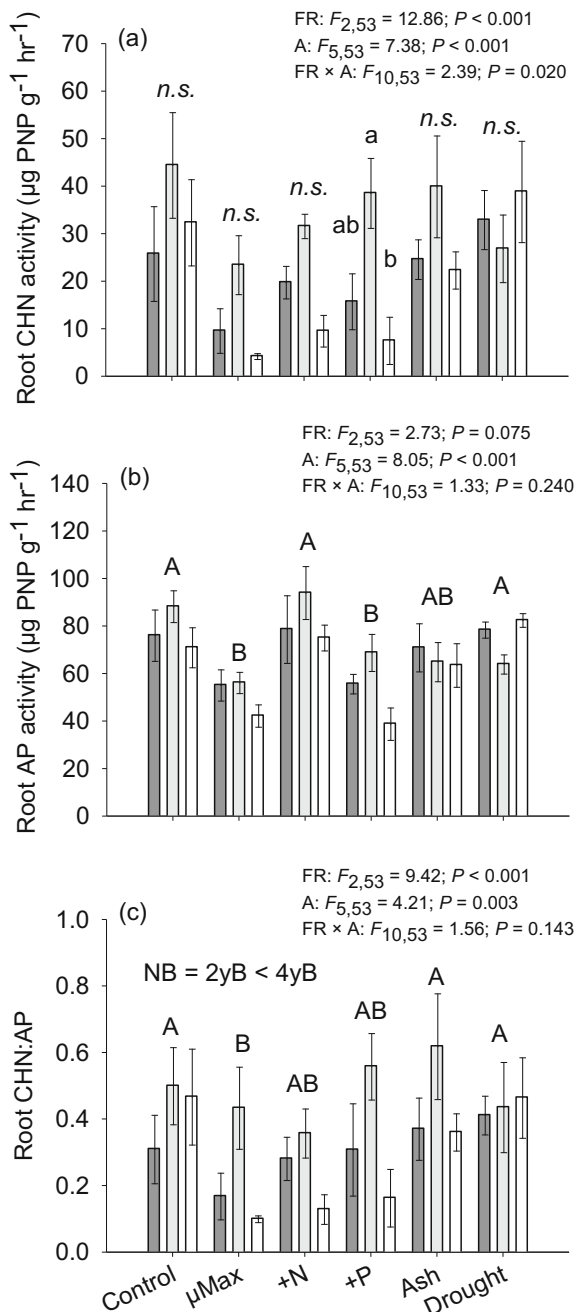 FR: F2,53 = 12.86; P < 0.001
A: F5,53 = 7.38; P < 0.001
FR × A: F10,53 = 2.39; P = 0.020
(a)
Root CHN activity (µg PNP g⁻¹ hr⁻¹)
70
60
50
40
30
20
10
0
n.s.
n.s.
n.s.
ab
a
b
n.s.
n.s.
FR: F2,53 = 2.73; P = 0.075
A: F5,53 = 8.05; P < 0.001
FR × A: F10,53 = 1.33; P = 0.240
(b)
Root AP activity (µg PNP g⁻¹ hr⁻¹)
140
120
100
80
60
40
20
0
A
B
A
B
AB
A
FR: F2,53 = 9.42; P < 0.001
A: F5,53 = 4.21; P = 0.003
FR × A: F10,53 = 1.56; P = 0.143
(c)
NB = 2yB < 4yB
Root CHN:AP
1.0
0.8
0.6
0.4
0.2
0.0
A
B
AB
AB
A
A
Control
µMax
+N
+P
Ash
Drought